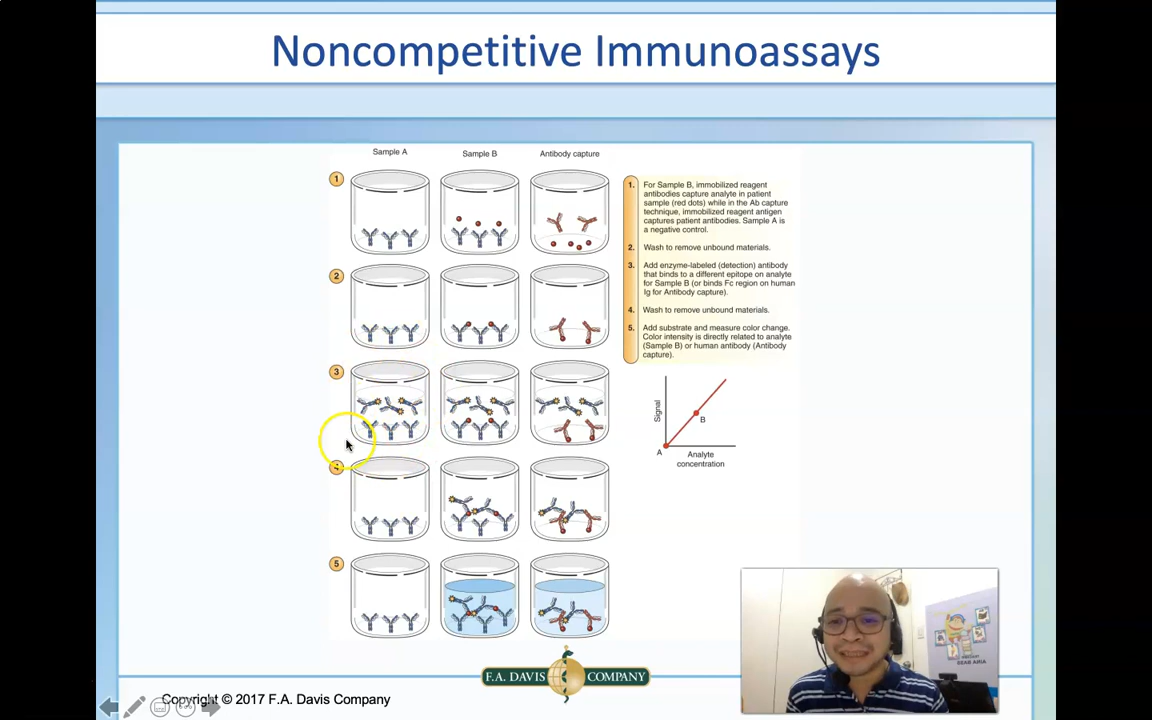 Noncompetitive Immunoassays
Sample A
Sample B
Antibody capture
1
2
3
4
5
1. For Sample B, immobilized reagent
antibodies capture analyte in patient
sample (red dots) while in the Ab capture
technique, immobilized reagent antigen
captures patient antibodies. Sample A is
a negative control.
2. Wash to remove unbound materials.
3. Add enzyme-labeled (detection) antibody
that binds to a different epitope on analyte
for Sample B (or binds Fc region on human
Ig for Antibody capture).
4. Wash to remove unbound materials.
5. Add substrate and measure color change.
Color intensity is directly related to analyte
(Sample B) or human antibody (Antibody
capture).
Signal
B
A
Analyte
concentration
F.A. DAVIS COMPANY
Copyright © 2017 F.A. Davis Company